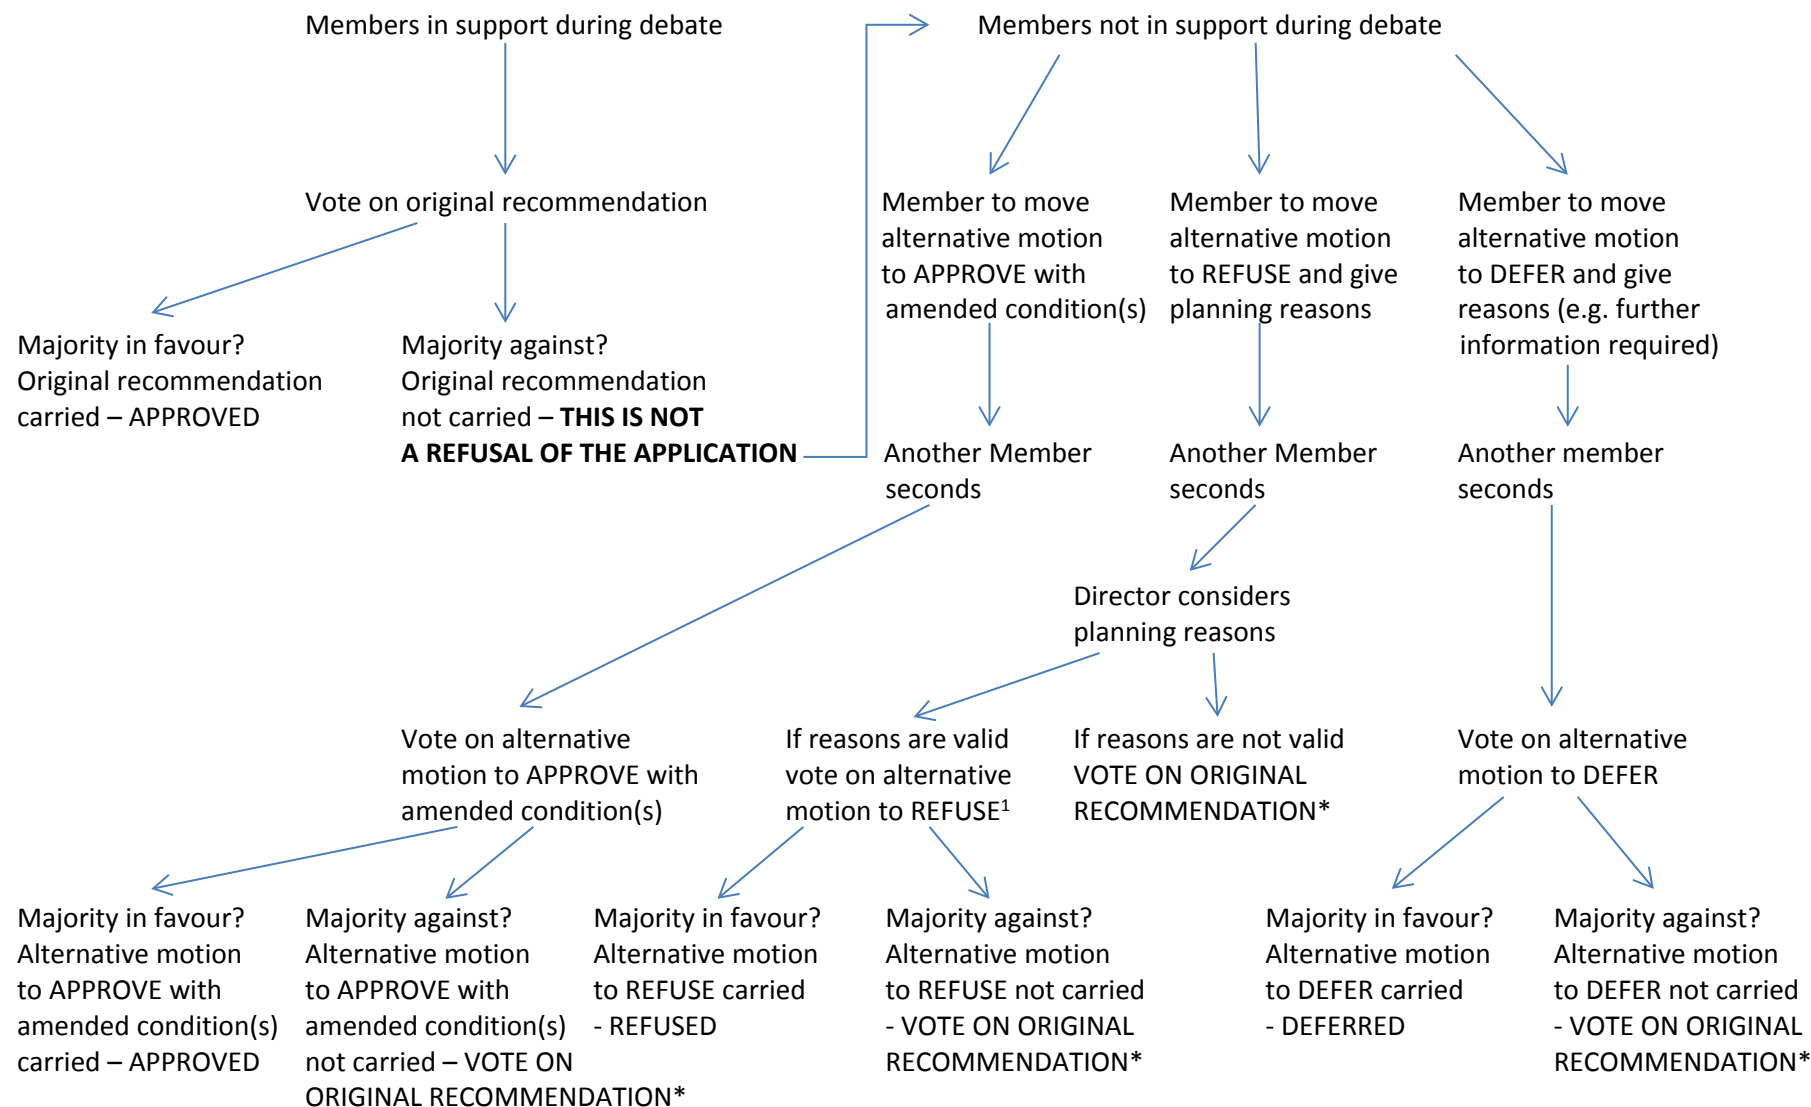 Members in support during debate
Members not in support during debate
Vote on original recommendation
Member to move
alternative motion
to APPROVE with
amended condition(s)
Member to move
alternative motion
to REFUSE and give
planning reasons
Member to move
alternative motion
to DEFER and give
reasons (e.g. further
information required)
Majority in favour?
Original recommendation
carried – APPROVED
Majority against?
Original recommendation
not carried – THIS IS NOT
A REFUSAL OF THE APPLICATION
Another Member
seconds
Another Member
seconds
Another member
seconds
Director considers
planning reasons
Vote on alternative
motion to APPROVE with
amended condition(s)
If reasons are valid
vote on alternative
motion to REFUSE¹
If reasons are not valid
VOTE ON ORIGINAL
RECOMMENDATION*
Vote on alternative
motion to DEFER
Majority in favour?
Alternative motion
to APPROVE with
amended condition(s)
carried – APPROVED
Majority against?
Alternative motion
to APPROVE with
amended condition(s)
not carried – VOTE ON
ORIGINAL RECOMMENDATION*
Majority in favour?
Alternative motion
to REFUSE carried
- REFUSED
Majority against?
Alternative motion
to REFUSE not carried
- VOTE ON ORIGINAL
RECOMMENDATION*
Majority in favour?
Alternative motion
to DEFER carried
- DEFERRED
Majority against?
Alternative motion
to DEFER not carried
- VOTE ON ORIGINAL
RECOMMENDATION*